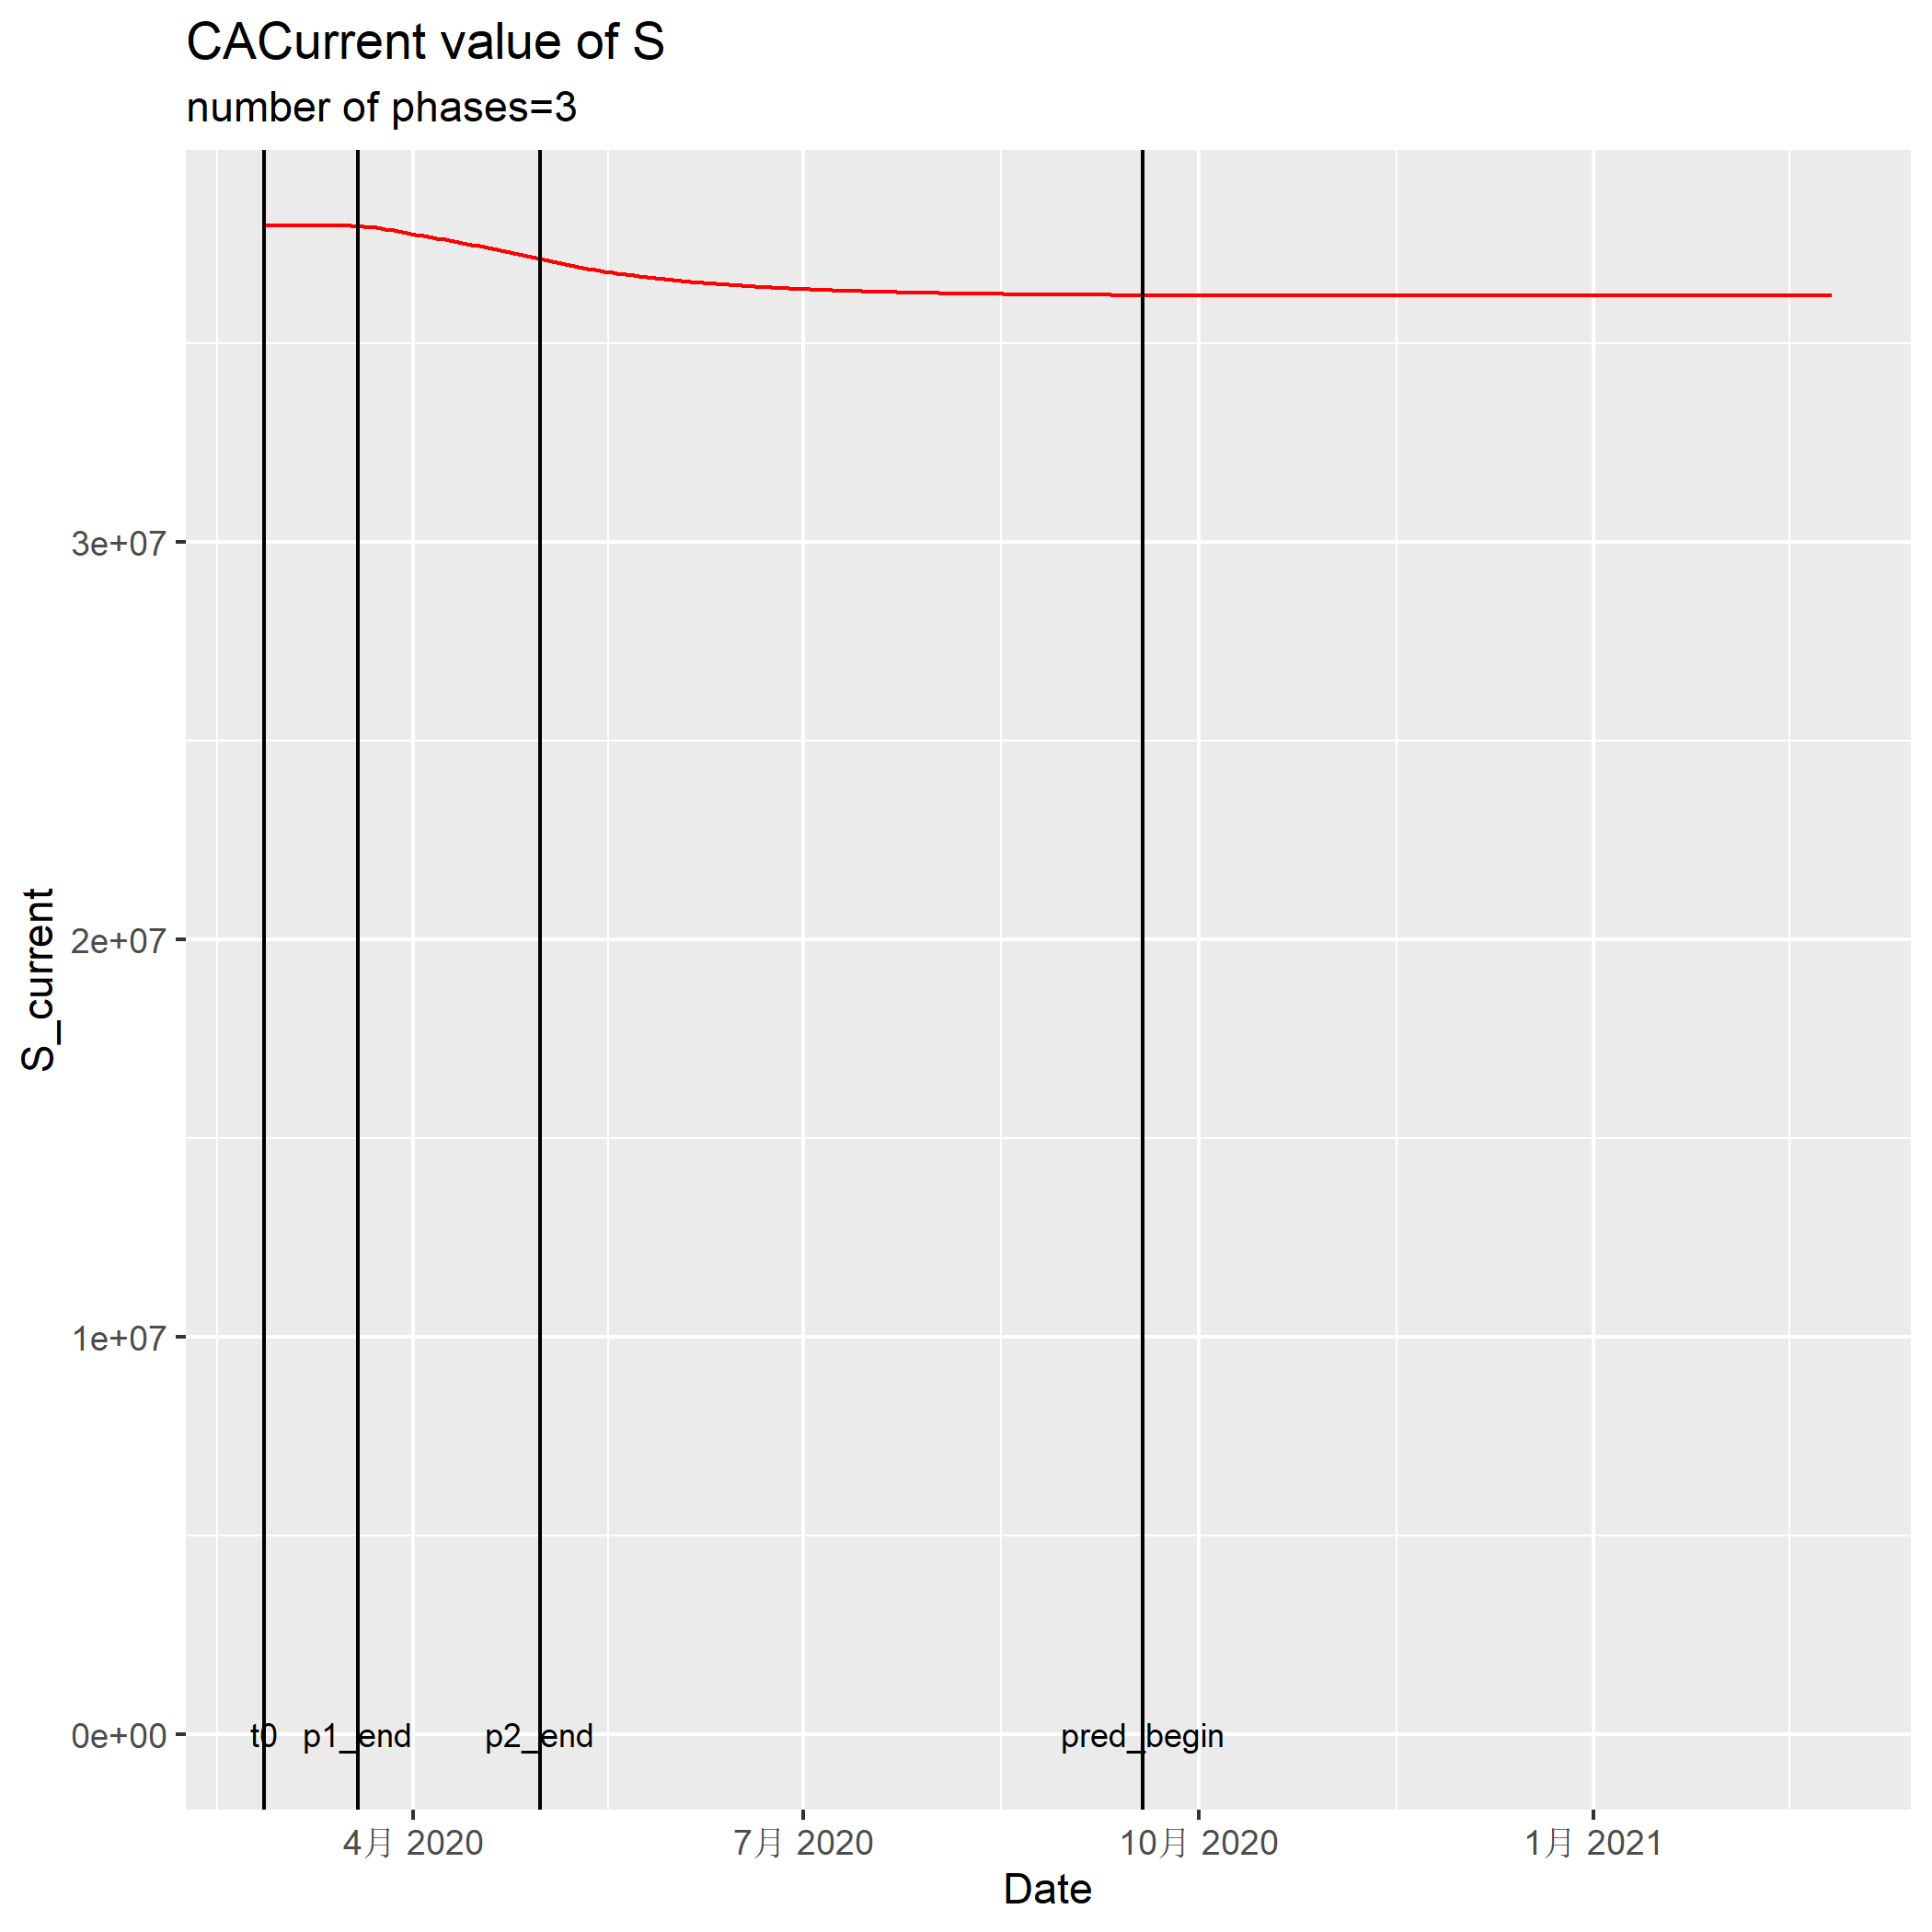 CACurrent value of S
number of phases=3
S_current
3e+07
2e+07
1e+07
0e+00
t0 p1_end p2_end pred_begin
4月 2020 7月 2020 10月 2020 1月 2021
Date